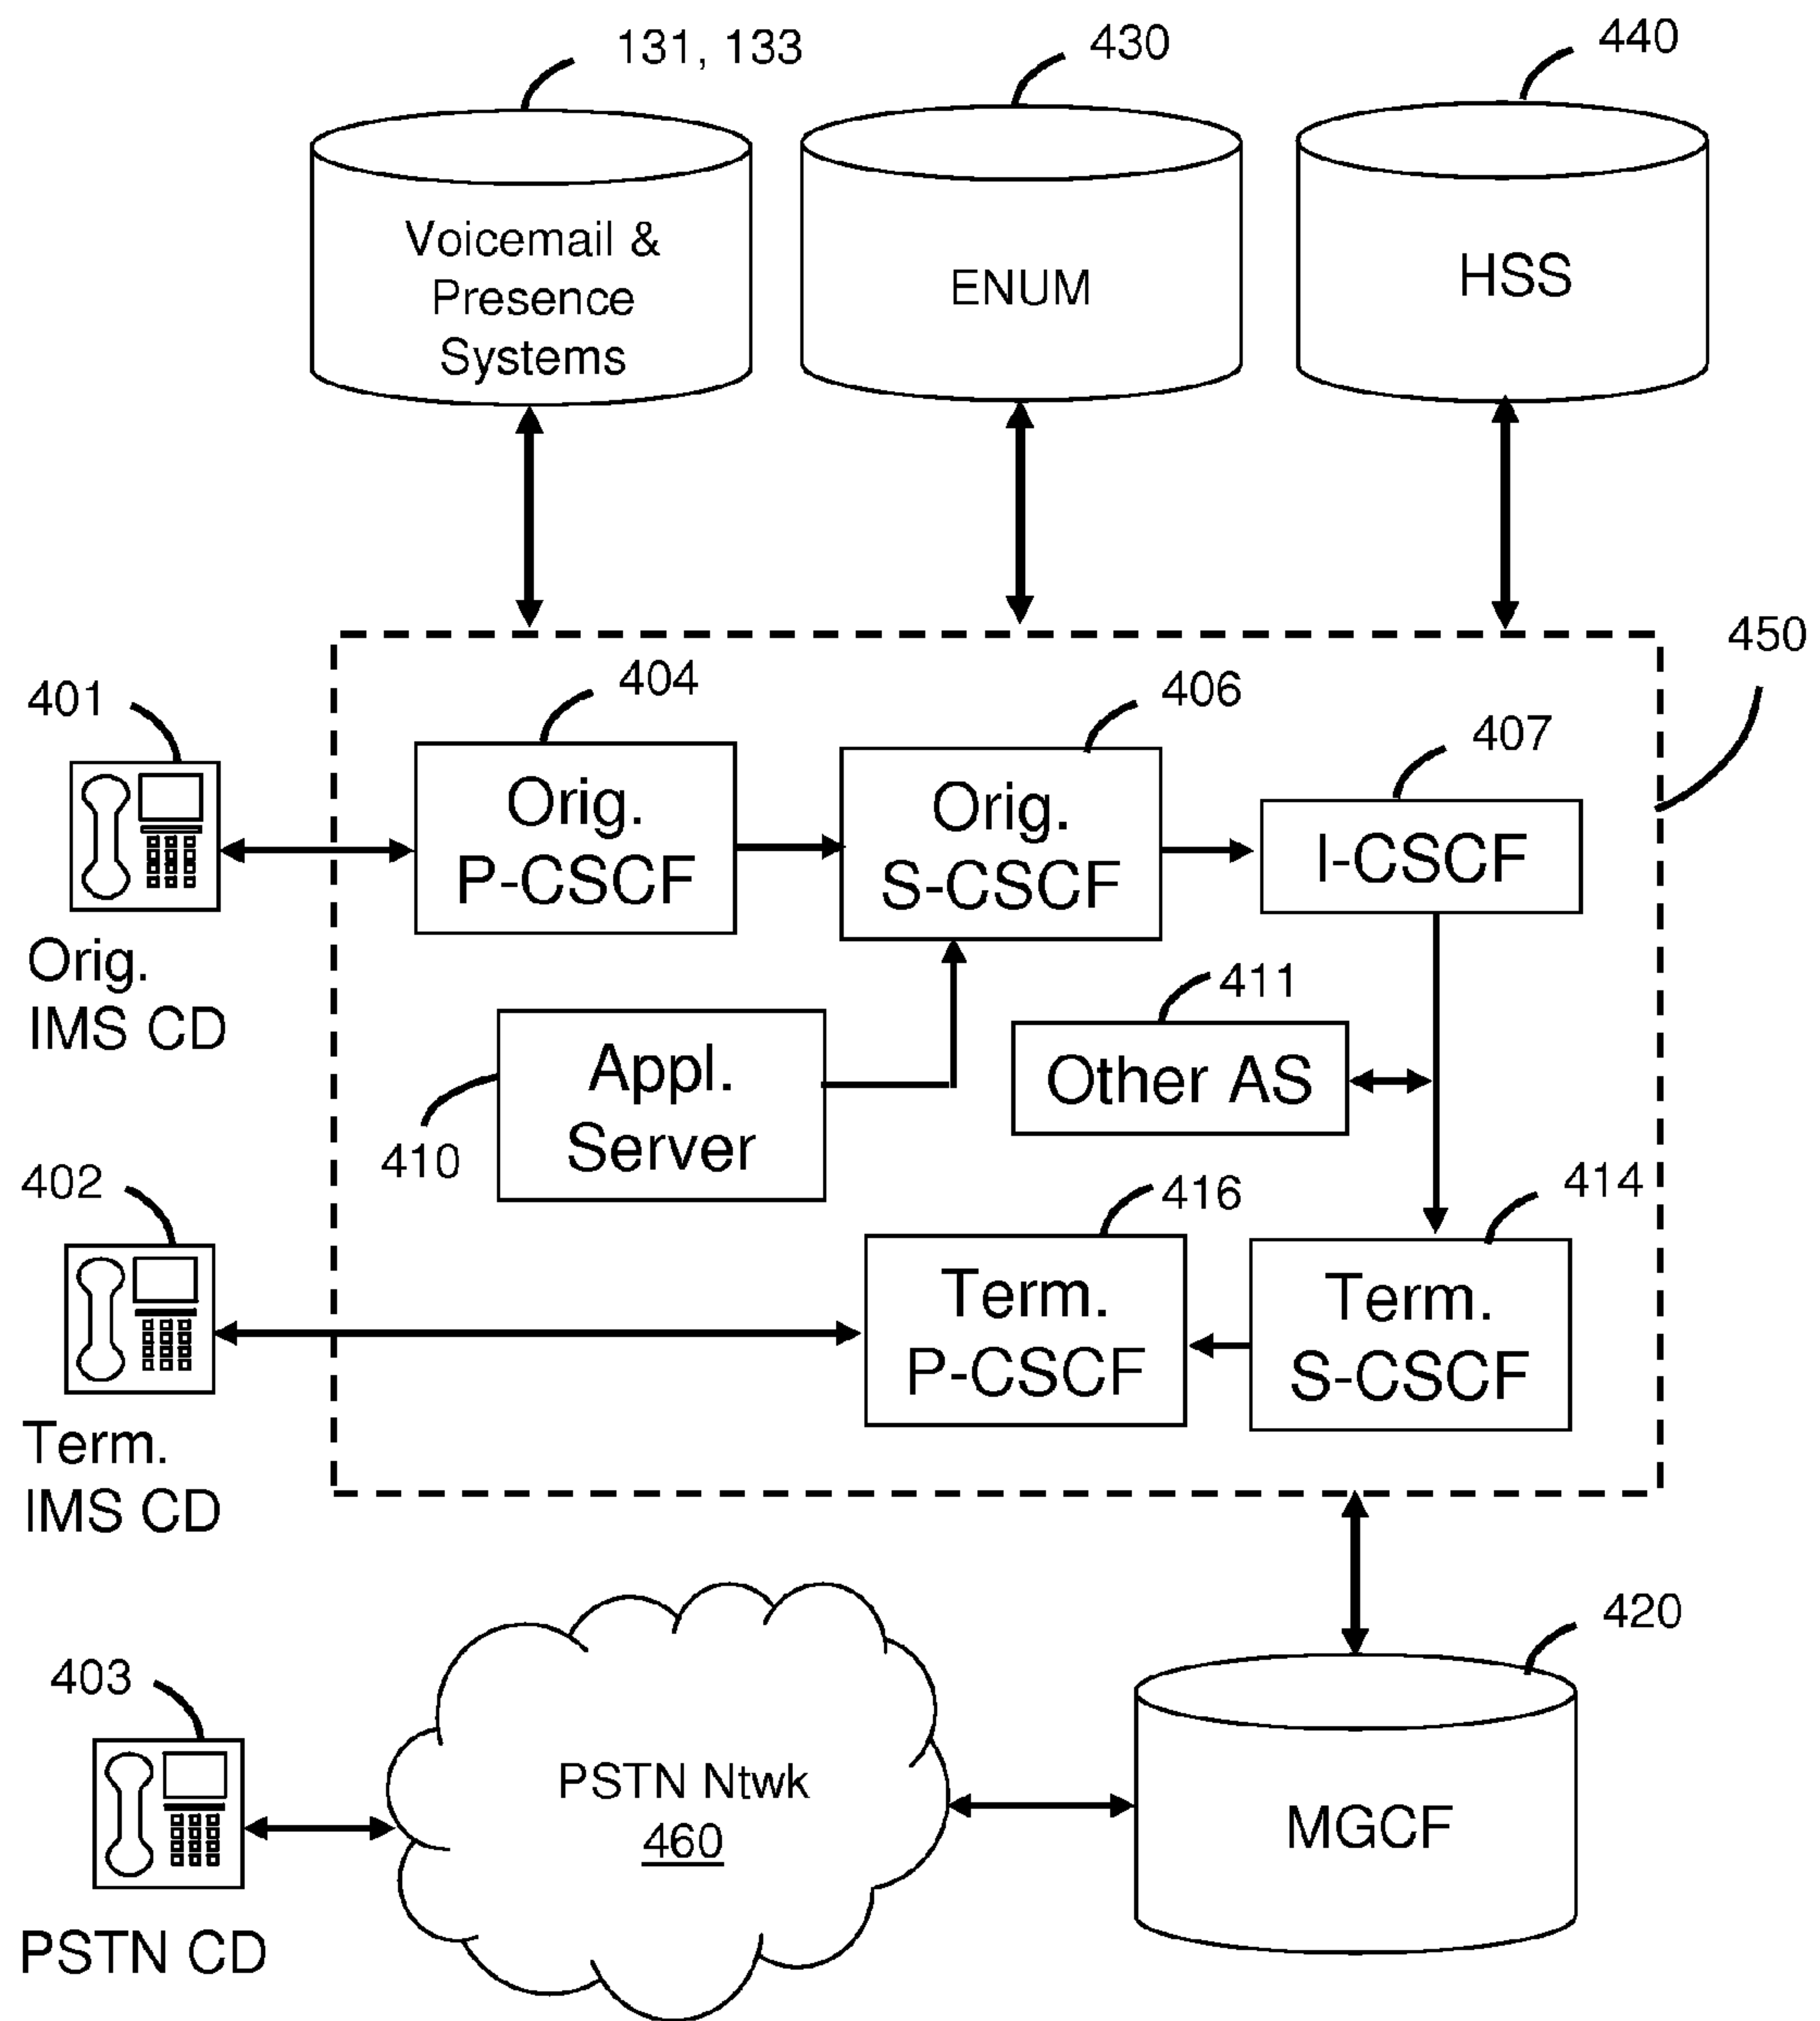 131, 133
430
440
Voicemail &
Presence
Systems
ENUM
HSS
450
401
404
406
407
Orig.
P-CSCF
Orig.
S-CSCF
I-CSCF
Orig.
IMS CD
411
Appl.
Server
Other AS
410
402
416
414
Term.
P-CSCF
Term.
S-CSCF
Term.
IMS CD
420
403
PSTN Ntwk
460
MGCF
PSTN CD